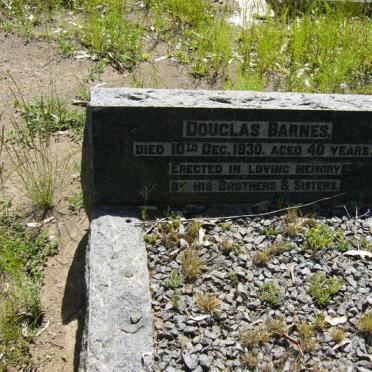 DOUGLAS BARNES,
DIED 10TH DEC. 1930, AGED 40 YEARS.
ERECTED IN LOVING MEMORY
BY HIS BROTHERS & SISTERS.